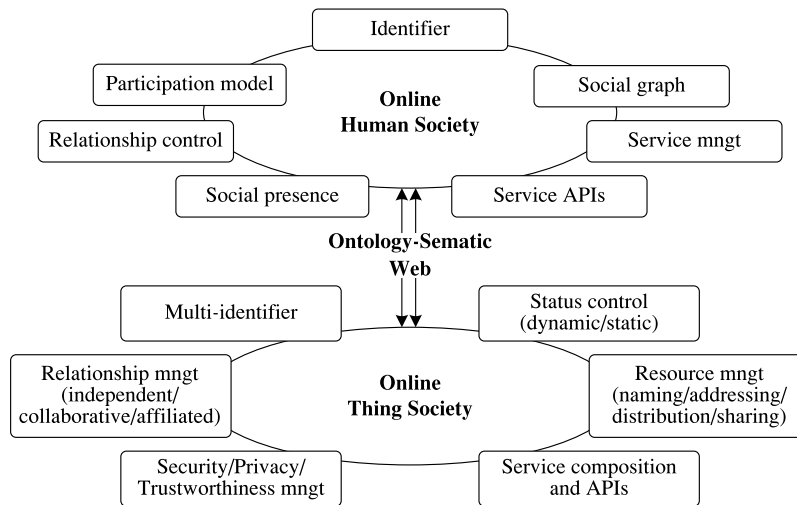 Identifier
Participation model
Social graph
Online
Human Society
Relationship control
Service mngt
Social presence
Service APIs
Ontology-Sematic
Web
Multi-identifier
Status control
(dynamic/static)
Relationship mngt
(independent/
collaborative/affiliated)
Online
Thing Society
Resource mngt
(naming/addressing/
distribution/sharing)
Security/Privacy/
Trustworthiness mngt
Service composition
and APIs